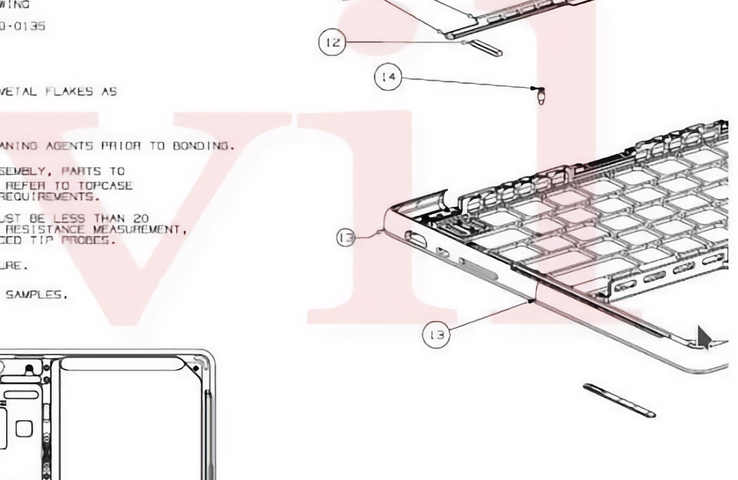 WING
0-0135
METAL FLAKES AS
ANING AGENTS PRIOR TO BONDING.
SEMBLY, PARTS TO
REFER TO TOPCASE
REQUIREMENTS.
UST BE LESS THAN 20
RESISTANCE MEASUREMENT,
CED TIP PROBES.
URE.
SAMPLES.
12
14
13
13
vil